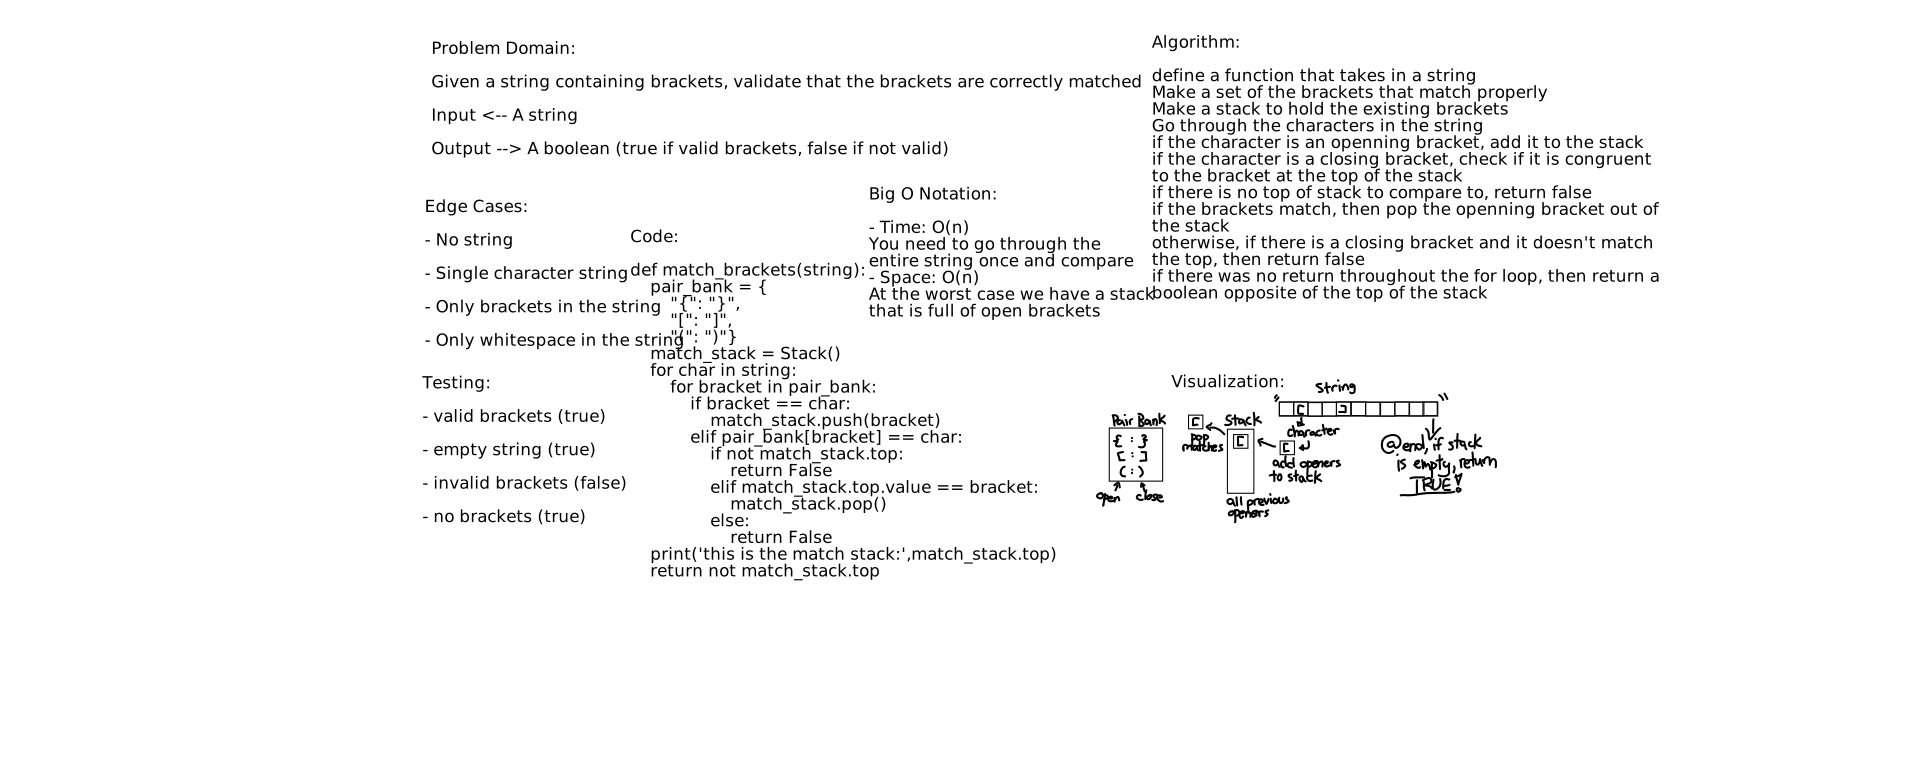 Problem Domain:
Given a string containing brackets, validate that the brackets are correctly matched
Input <-- A string
Output --> A boolean (true if valid brackets, false if not valid)
Edge Cases:
- No string
- Single character string
- Only brackets in the string
- Only whitespace in the string
Testing:
- valid brackets (true)
- empty string (true)
- invalid brackets (false)
- no brackets (true)
Code:
def match_brackets(string):
pair_bank = {
"{": "}",
"[": "]",
"(": ")"}
match_stack = Stack()
for char in string:
for bracket in pair_bank:
if bracket == char:
match_stack.push(bracket)
elif pair_bank[bracket] == char:
if not match_stack.top:
return False
elif match_stack.top.value == bracket:
match_stack.pop()
else:
return False
print('this is the match stack:',match_stack.top)
return not match_stack.top
Big O Notation:
- Time: O(n)
You need to go through the
entire string once and compare
- Space: O(n)
At the worst case we have a stack
that is full of open brackets
Algorithm:
define a function that takes in a string
Make a set of the brackets that match properly
Make a stack to hold the existing brackets
Go through the characters in the string
if the character is an openning bracket, add it to the stack
if the character is a closing bracket, check if it is congruent
to the bracket at the top of the stack
if there is no top of stack to compare to, return false
if the brackets match, then pop the openning bracket out of
the stack
otherwise, if there is a closing bracket and it doesn't match
the top, then return false
if there was no return throughout the for loop, then return a
boolean opposite of the top of the stack
Visualization:
String
" [ ] "
character
Pair Bank
{ : }
[ : ]
( : )
open close
[
pop
matches
Stack
[
all previous
openers
[
add openers
to stack
@end, if stack
is empty, return
TRUE!